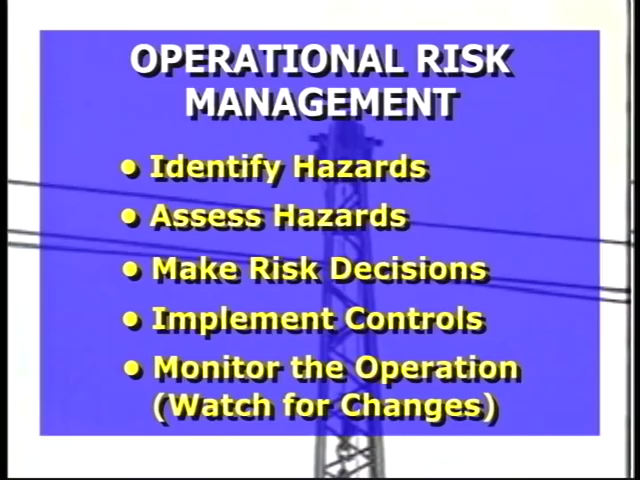 OPERATIONAL RISK
MANAGEMENT
• Identify Hazards
• Assess Hazards
• Make Risk Decisions
• Implement Controls
• Monitor the Operation
(Watch for Changes)